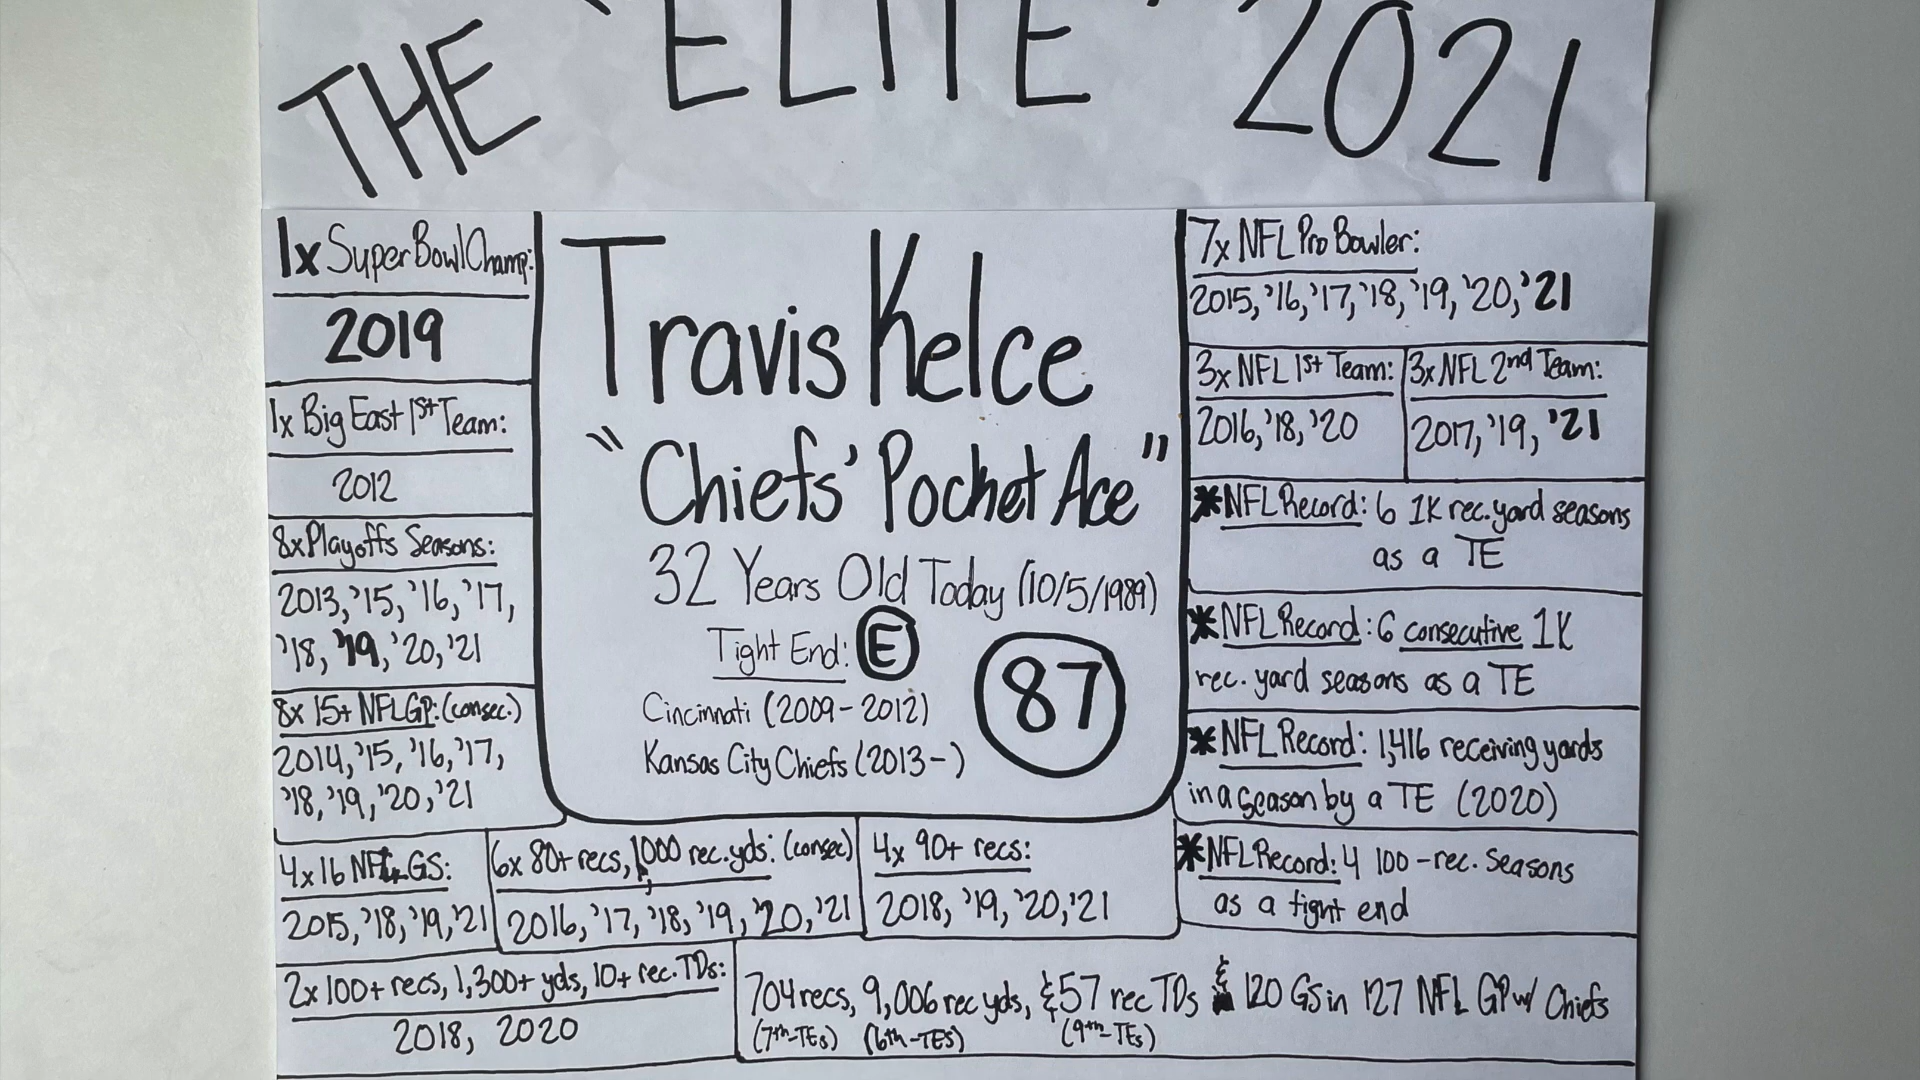 THE "ELITE" 2021
1x Super Bowl Champ:
2019
1x Big East 1st Team:
2012
8x Playoffs Seasons:
2013, '15, '16, '17,
'18, '19, '20, '21
8x 15+ NFL GP: (consec.)
2014, '15, '16, '17,
'18, '19, '20, '21
Travis Kelce
"Chiefs' Pocket Ace"
32 Years Old Today (10/5/1989)
Tight End: E
87
Cincinnati (2009-2012)
Kansas City Chiefs (2013-)
7x NFL Pro Bowler:
2015, '16, '17, '18, '19, '20, '21
3x NFL 1st Team:
2016, '18, '20
3x NFL 2nd Team:
2017, '19, '21
*NFL Record: 6 1K rec. yard seasons
as a TE
*NFL Record: 6 consecutive 1K
rec. yard seasons as a TE
*NFL Record: 1,416 receiving yards
in a season by a TE (2020)
*NFL Record: 4 100-rec. seasons
as a tight end
4x 16 NFL GS:
2015, '18, '19, '21
6x 80+ recs, 1,000 rec. yds: (consec)
2016, '17, '18, '19, '20, '21
4x 90+ recs:
2018, '19, '20, '21
2x 100+ recs, 1,300+ yds, 10+ rec. TDs:
2018, 2020
704 recs, 9,006 rec yds, & 57 rec TDs & 120 GS in 127 NFL GP w/ Chiefs
(7th-TEs) (6th-TEs) (9th-TEs)